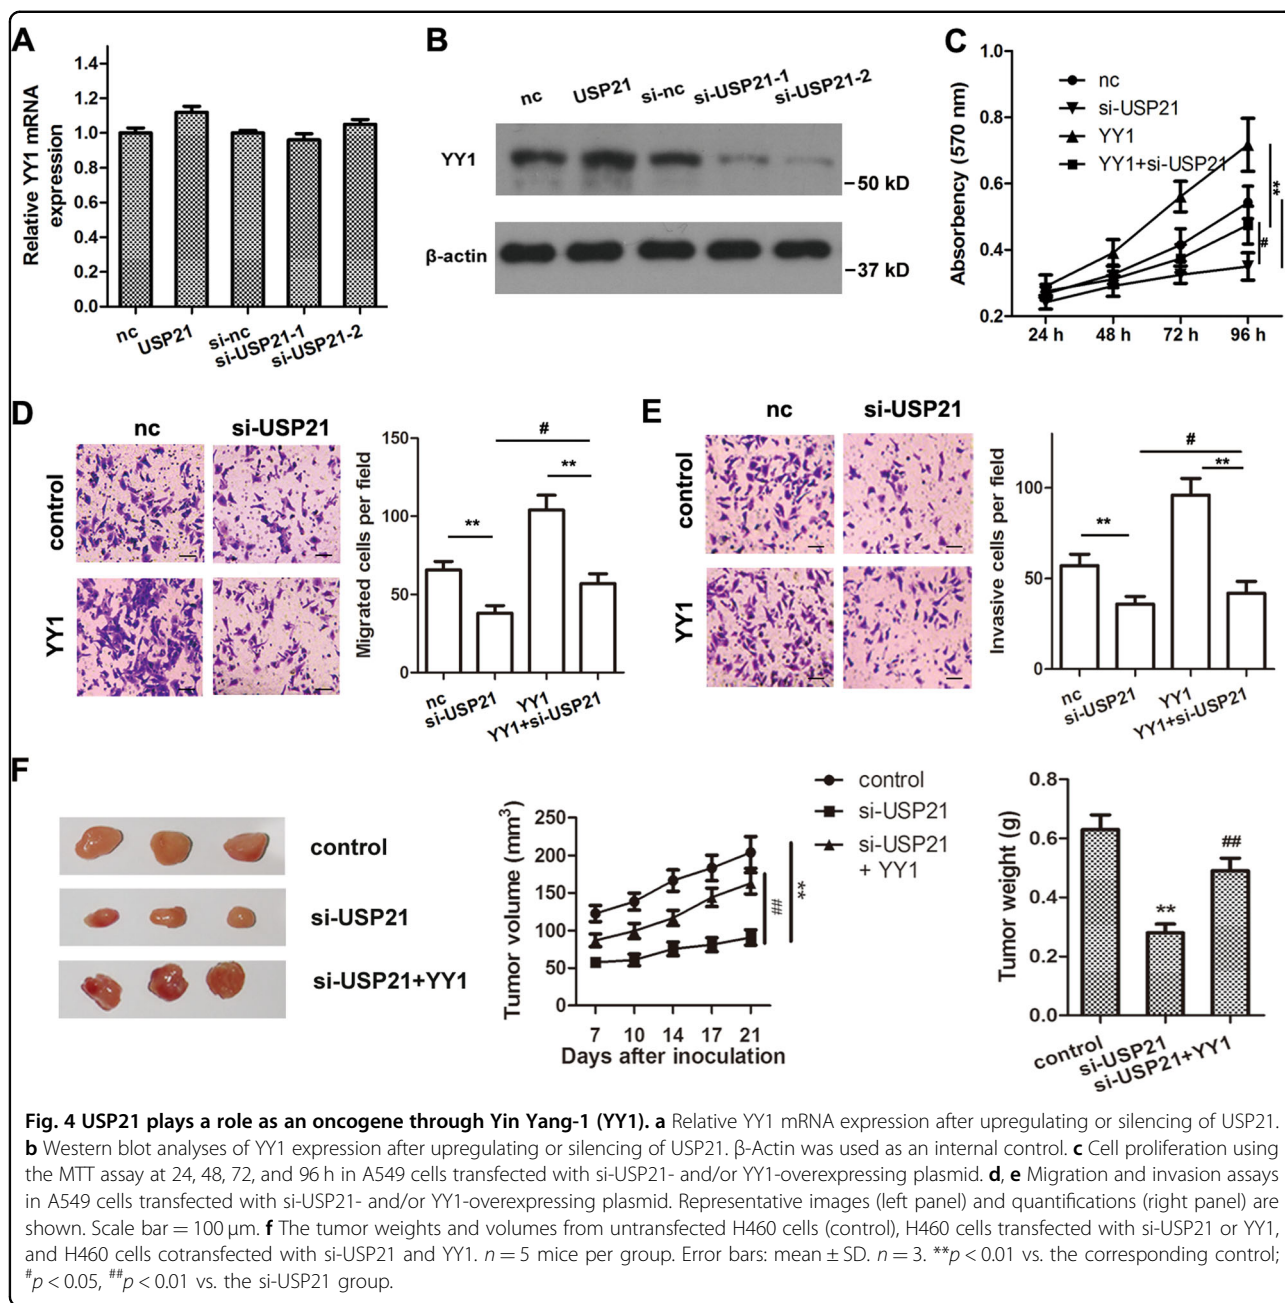 A
Relative YY1 mRNA
expression
1.4
1.2
1.0
0.8
0.6
0.4
0.2
0.0
nc
USP21
si-nc
si-USP21-1
si-USP21-2
B
nc
USP21
si-nc
si-USP21-1
si-USP21-2
YY1
50 kD
β-actin
37 kD
C
Absorbency (570 nm)
1.0
0.8
0.6
0.4
0.2
24 h
48 h
72 h
96 h
nc
si-USP21
YY1
YY1+si-USP21
**
#
D
nc
si-USP21
control
YY1
Migrated cells per field
150
100
50
0
**
#
**
nc
si-USP21
YY1
YY1+si-USP21
E
nc
si-USP21
control
YY1
Invasive cells per field
100
50
0
**
#
**
nc
si-USP21
YY1
YY1+si-USP21
F
control
si-USP21
si-USP21+YY1
Tumor volume (mm³)
250
200
150
100
50
0
7
10
14
17
21
Days after inoculation
control
si-USP21
si-USP21
+ YY1
##
**
Tumor weight (g)
0.8
0.6
0.4
0.2
0.0
**
##
control
si-USP21
si-USP21+YY1
Fig. 4 USP21 plays a role as an oncogene through Yin Yang-1 (YY1). a Relative YY1 mRNA expression after upregulating or silencing of USP21.
b Western blot analyses of YY1 expression after upregulating or silencing of USP21. β-Actin was used as an internal control. c Cell proliferation using
the MTT assay at 24, 48, 72, and 96 h in A549 cells transfected with si-USP21- and/or YY1-overexpressing plasmid. d, e Migration and invasion assays
in A549 cells transfected with si-USP21- and/or YY1-overexpressing plasmid. Representative images (left panel) and quantifications (right panel) are
shown. Scale bar = 100 μm. f The tumor weights and volumes from untransfected H460 cells (control), H460 cells transfected with si-USP21 or YY1,
and H460 cells cotransfected with si-USP21 and YY1. n = 5 mice per group. Error bars: mean ± SD. n = 3. **p < 0.01 vs. the corresponding control;
#p < 0.05, ##p < 0.01 vs. the si-USP21 group.